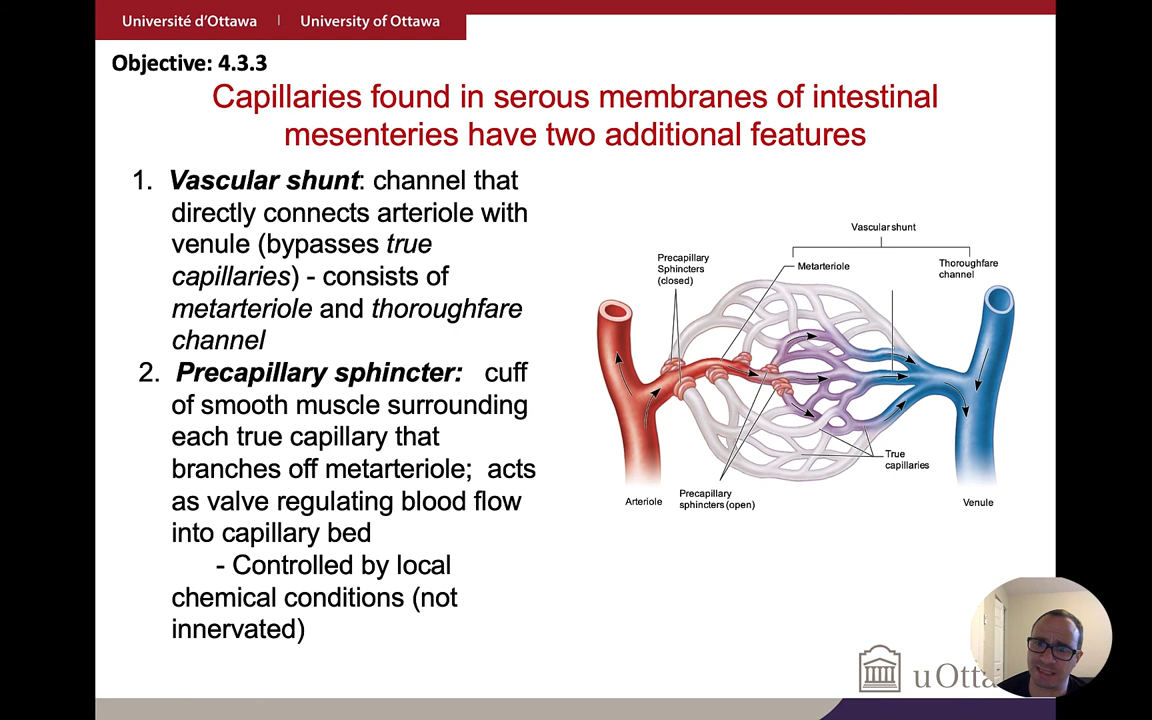 Université d'Ottawa | University of Ottawa
Objective: 4.3.3
Capillaries found in serous membranes of intestinal
mesenteries have two additional features
1. Vascular shunt: channel that
directly connects arteriole with
venule (bypasses true
capillaries) - consists of
metarteriole and thoroughfare
channel
2. Precapillary sphincter: cuff
of smooth muscle surrounding
each true capillary that
branches off metarteriole; acts
as valve regulating blood flow
into capillary bed
- Controlled by local
chemical conditions (not
innervated)
Vascular shunt
Precapillary
Sphincters
(closed)
Metarteriole
Thoroughfare
channel
True
capillaries
Arteriole
Precapillary
sphincters (open)
Venule
uOtta